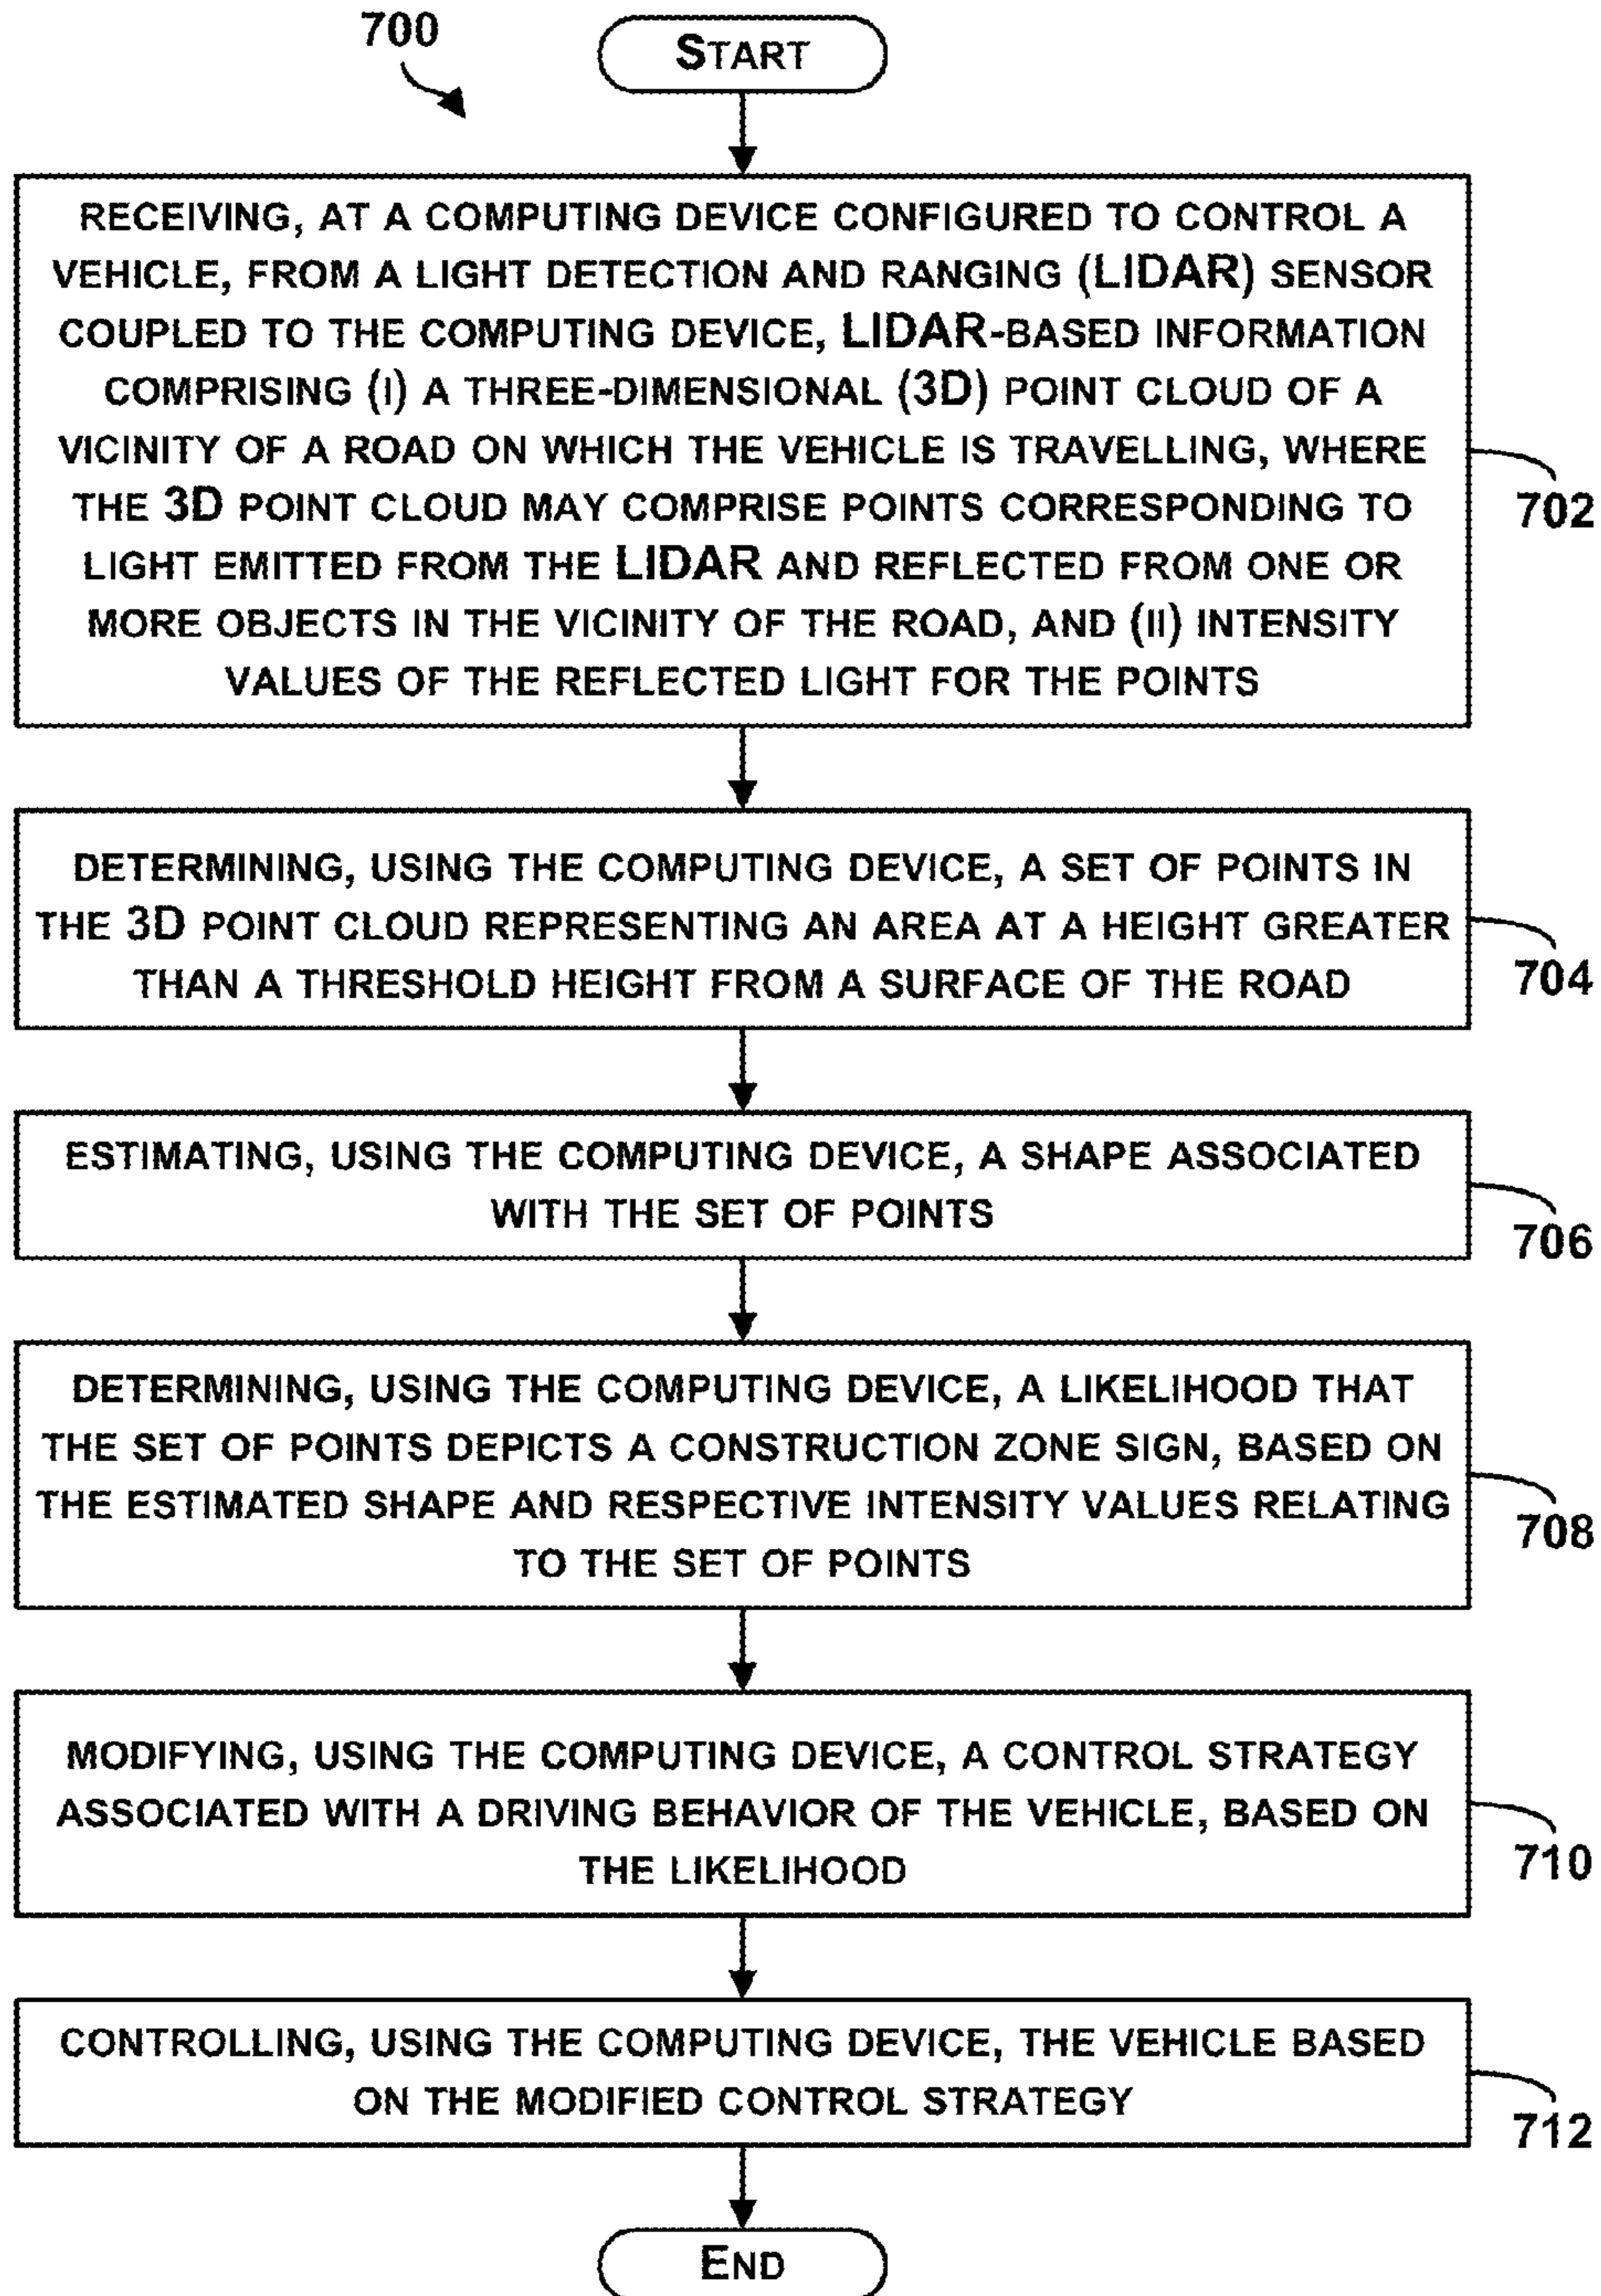 700
START
RECEIVING, AT A COMPUTING DEVICE CONFIGURED TO CONTROL A
VEHICLE, FROM A LIGHT DETECTION AND RANGING (LIDAR) SENSOR
COUPLED TO THE COMPUTING DEVICE, LIDAR-BASED INFORMATION
COMPRISING (I) A THREE-DIMENSIONAL (3D) POINT CLOUD OF A
VICINITY OF A ROAD ON WHICH THE VEHICLE IS TRAVELLING, WHERE
THE 3D POINT CLOUD MAY COMPRISE POINTS CORRESPONDING TO
LIGHT EMITTED FROM THE LIDAR AND REFLECTED FROM ONE OR
MORE OBJECTS IN THE VICINITY OF THE ROAD, AND (II) INTENSITY
VALUES OF THE REFLECTED LIGHT FOR THE POINTS
702
DETERMINING, USING THE COMPUTING DEVICE, A SET OF POINTS IN
THE 3D POINT CLOUD REPRESENTING AN AREA AT A HEIGHT GREATER
THAN A THRESHOLD HEIGHT FROM A SURFACE OF THE ROAD
704
ESTIMATING, USING THE COMPUTING DEVICE, A SHAPE ASSOCIATED
WITH THE SET OF POINTS
706
DETERMINING, USING THE COMPUTING DEVICE, A LIKELIHOOD THAT
THE SET OF POINTS DEPICTS A CONSTRUCTION ZONE SIGN, BASED ON
THE ESTIMATED SHAPE AND RESPECTIVE INTENSITY VALUES RELATING
TO THE SET OF POINTS
708
MODIFYING, USING THE COMPUTING DEVICE, A CONTROL STRATEGY
ASSOCIATED WITH A DRIVING BEHAVIOR OF THE VEHICLE, BASED ON
THE LIKELIHOOD
710
CONTROLLING, USING THE COMPUTING DEVICE, THE VEHICLE BASED
ON THE MODIFIED CONTROL STRATEGY
712
END